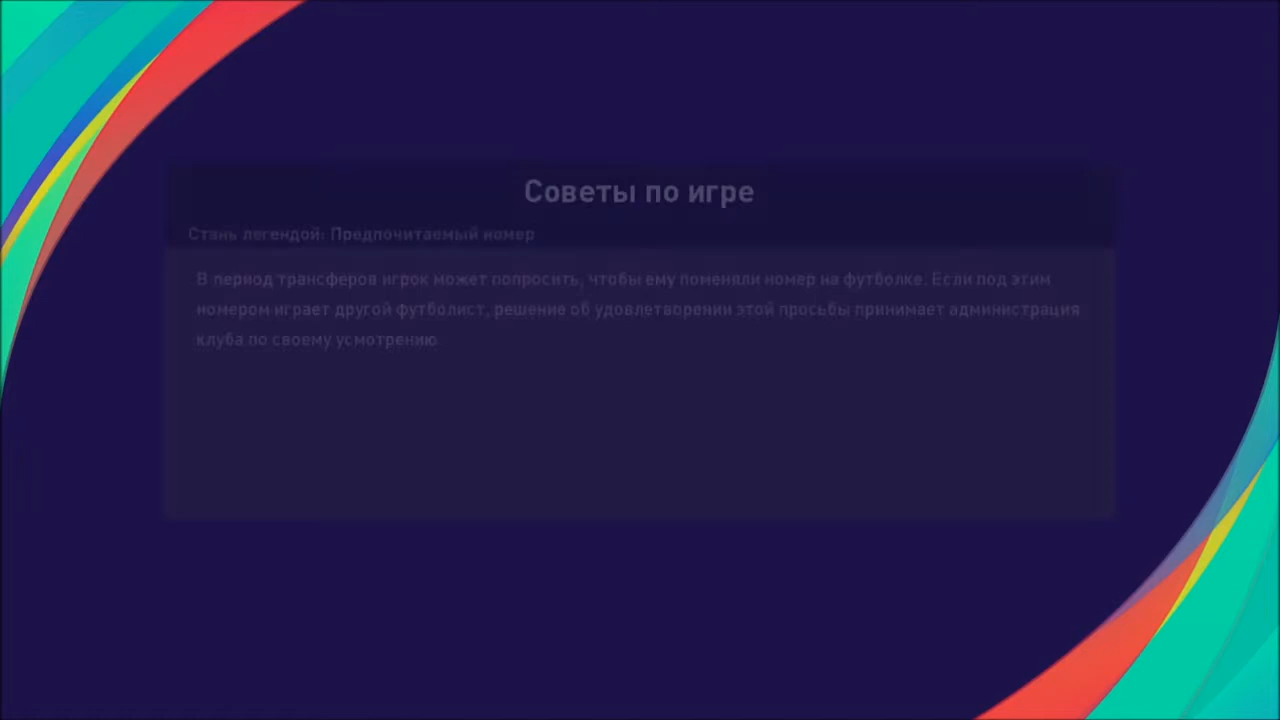 Советы по игре
Стань легендой: Предпочитаемый номер
В период трансферов игрок может попросить, чтобы ему поменяли номер на футболке. Если под этим
номером играет другой футболист, решение об удовлетворении этой просьбы принимает администрация
клуба по своему усмотрению.